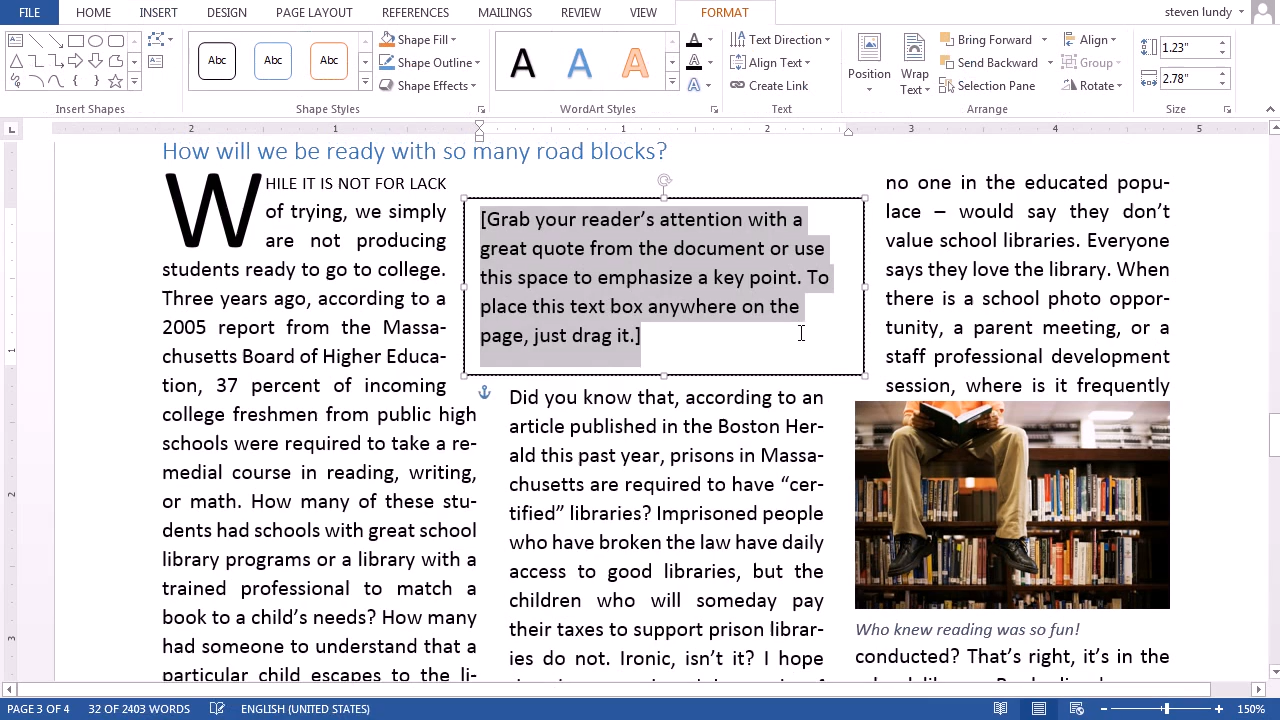 FILE HOME INSERT DESIGN PAGE LAYOUT REFERENCES MAILINGS REVIEW VIEW FORMAT steven lundy
Abc Abc Abc
Shape Fill
Shape Outline
Shape Effects
A A A
Text Direction
Align Text
Create Link
Position
Wrap
Text
Bring Forward
Send Backward
Selection Pane
Align
Group
Rotate
1.23"
2.78"
Insert Shapes Shape Styles WordArt Styles Text Arrange Size
2 1 1 2 3 4 5
How will we be ready with so many road blocks?
WHILE IT IS NOT FOR LACK
of trying, we simply
are not producing
students ready to go to college.
Three years ago, according to a
2005 report from the Massa-
chusetts Board of Higher Educa-
tion, 37 percent of incoming
college freshmen from public high
schools were required to take a re-
medial course in reading, writing,
or math. How many of these stu-
dents had schools with great school
library programs or a library with a
trained professional to match a
book to a child's needs? How many
had someone to understand that a
particular child escapes to the li-
[Grab your reader's attention with a
great quote from the document or use
this space to emphasize a key point. To
place this text box anywhere on the
page, just drag it.]
Did you know that, according to an
article published in the Boston Her-
ald this past year, prisons in Massa-
chusetts are required to have “cer-
tified” libraries? Imprisoned people
who have broken the law have daily
access to good libraries, but the
children who will someday pay
their taxes to support prison librar-
ies do not. Ironic, isn't it? I hope
no one in the educated popu-
lace – would say they don't
value school libraries. Everyone
says they love the library. When
there is a school photo oppor-
tunity, a parent meeting, or a
staff professional development
session, where is it frequently
Who knew reading was so fun!
conducted? That's right, it's in the
1
2
3
PAGE 3 OF 4 32 OF 2403 WORDS ENGLISH (UNITED STATES) 150%